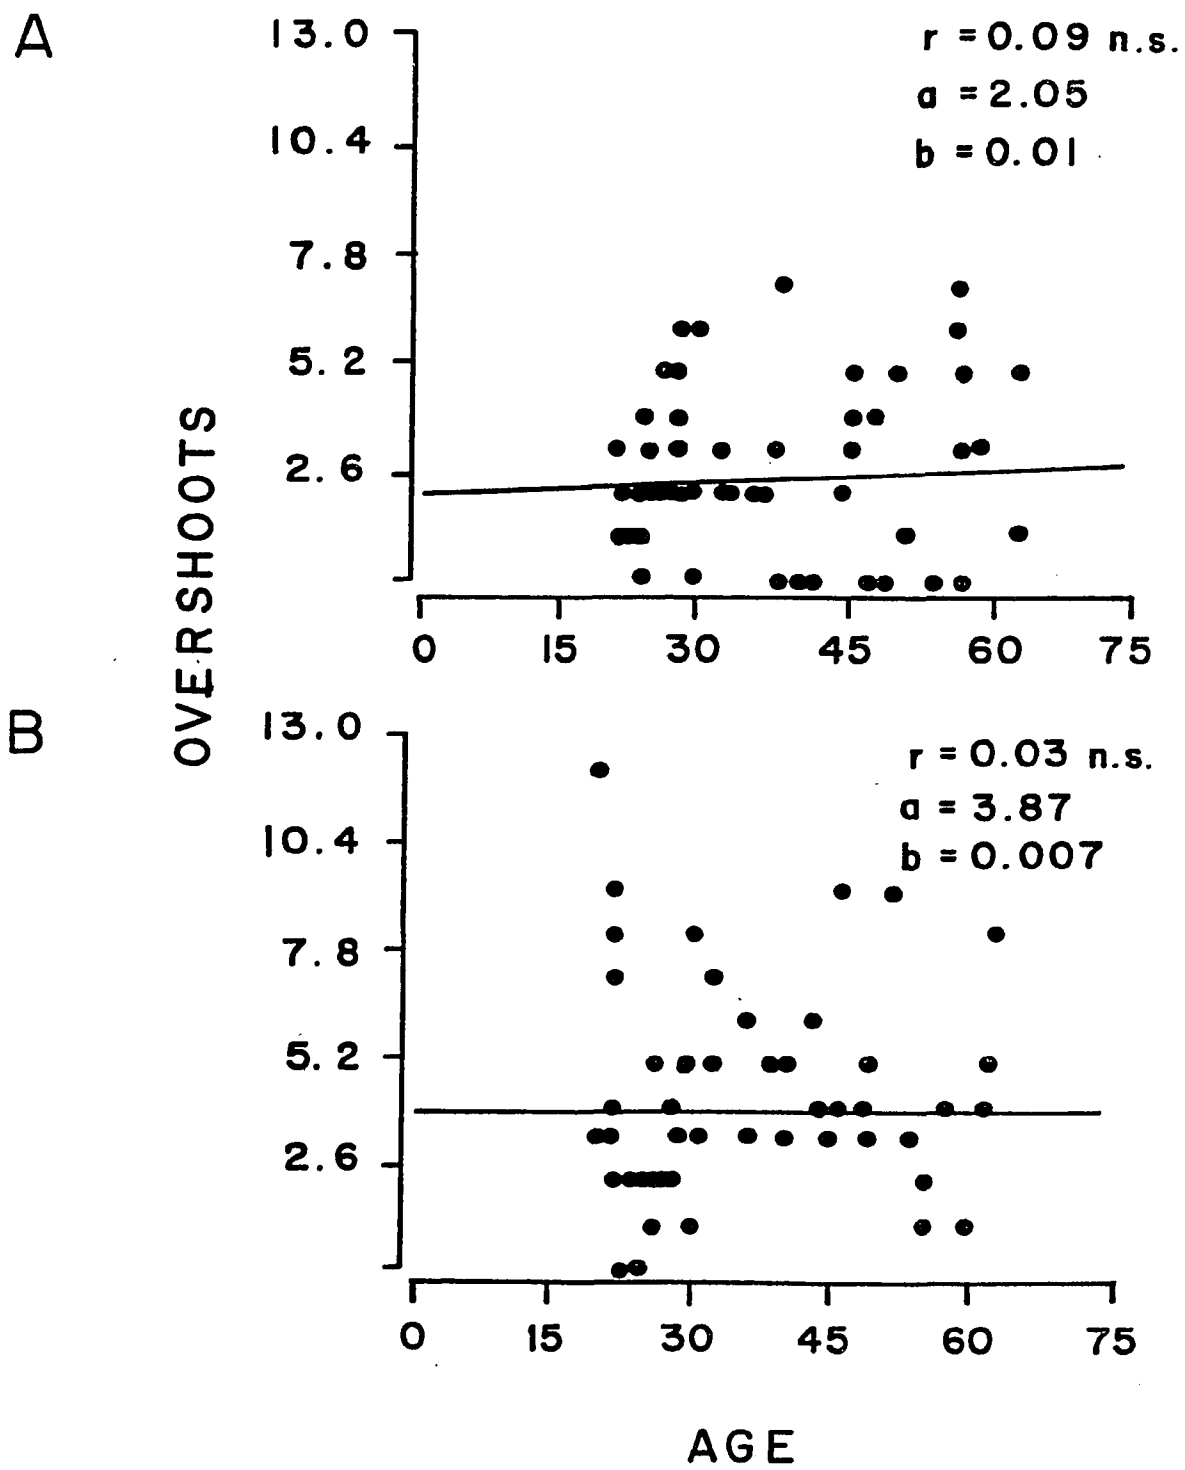 A
13.0
r = 0.09 n.s.
a = 2.05
10.4
b = 0.01
7.8
5.2
2.6
0 15 30 45 60 75
OVERSHOOTS
B
13.0
r = 0.03 n.s.
a = 3.87
10.4
b = 0.007
7.8
5.2
2.6
0 15 30 45 60 75
AGE